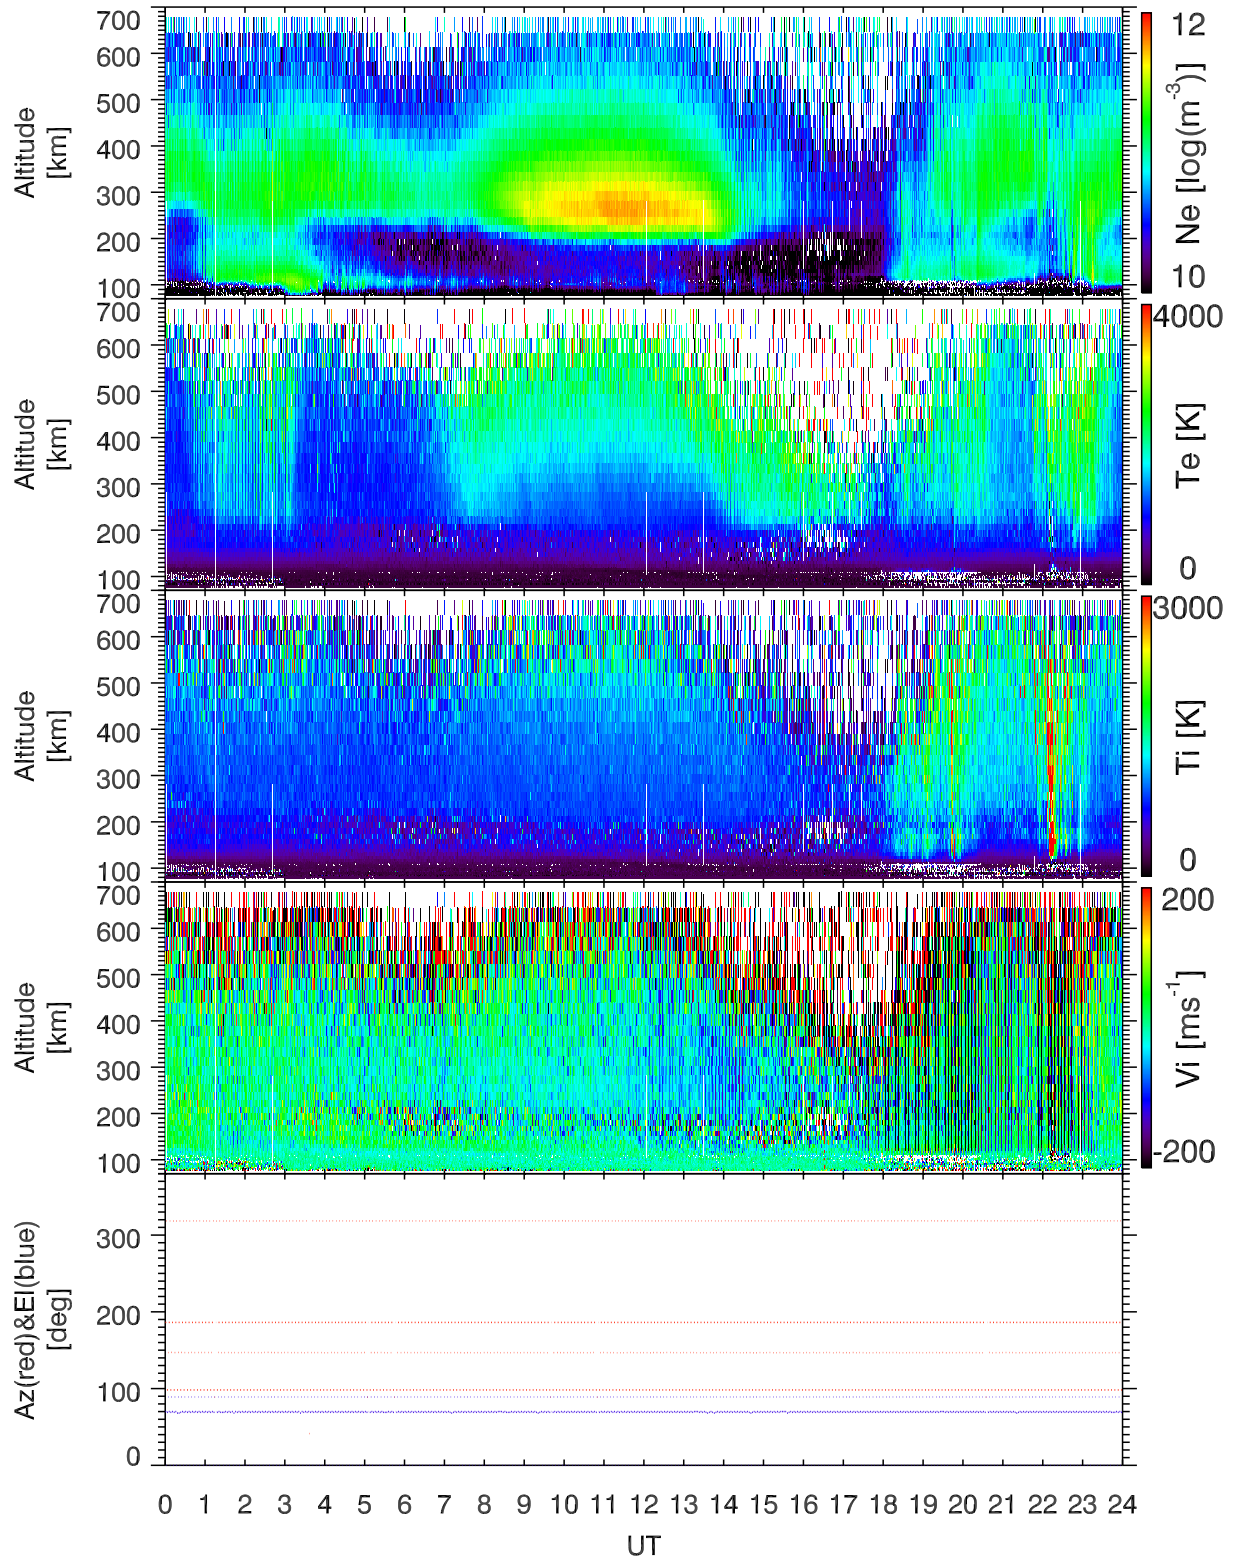 700
600
500
400
300
200
100
Altitude
[km]
12
10
Ne [log(m⁻³)]
700
600
500
400
300
200
100
Altitude
[km]
4000
0
Te [K]
700
600
500
400
300
200
100
Altitude
[km]
3000
0
Ti [K]
700
600
500
400
300
200
100
Altitude
[km]
200
-200
Vi [ms⁻¹]
300
200
100
0
Az(red)&El(blue)
[deg]
0 1 2 3 4 5 6 7 8 9 10 11 12 13 14 15 16 17 18 19 20 21 22 23 24
UT